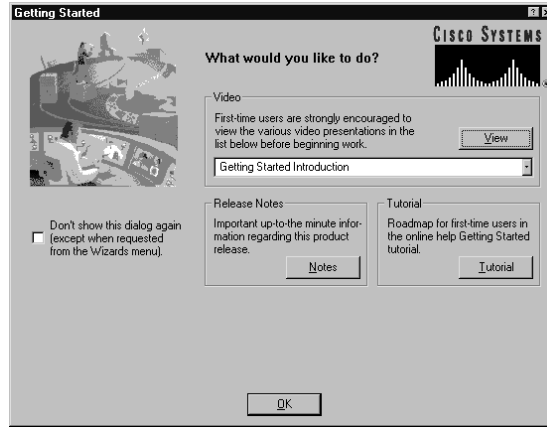 Getting Started
CISCO SYSTEMS
What would you like to do?
Video
First-time users are strongly encouraged to
view the various video presentations in the
list below before beginning work.
View
Getting Started Introduction
Release Notes
Important up-to-the minute infor-
mation regarding this product
release.
Notes
Tutorial
Roadmap for first-time users in
the online help Getting Started
tutorial.
Tutorial
Don't show this dialog again
(except when requested
from the Wizards menu).
OK